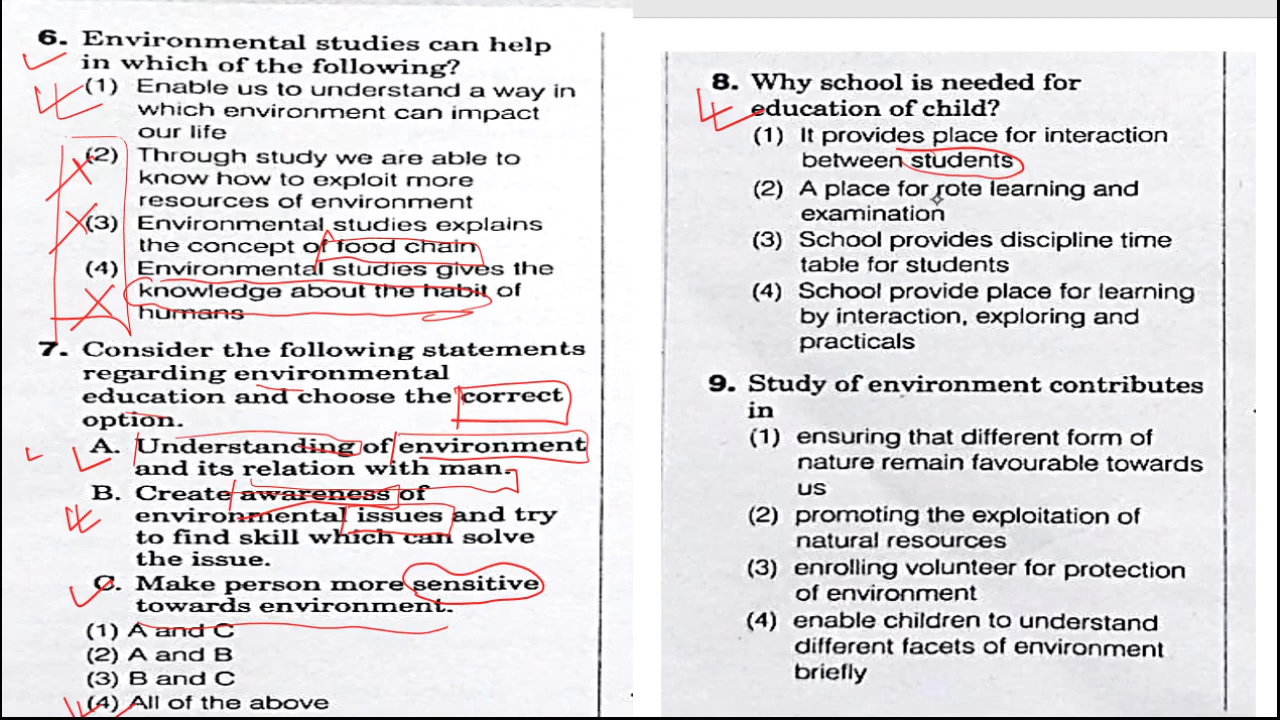 6. Environmental studies can help
in which of the following?
(1) Enable us to understand a way in
which environment can impact
our life
(2) Through study we are able to
know how to exploit more
resources of environment
(3) Environmental studies explains
the concept of food chain
(4) Environmental studies gives the
knowledge about the habit of
humans
7. Consider the following statements
regarding environmental
education and choose the correct
option.
A. Understanding of environment
and its relation with man.
B. Create awareness of
environmental issues and try
to find skill which can solve
the issue.
C. Make person more sensitive
towards environment.
(1) A and C
(2) A and B
(3) B and C
(4) All of the above
8. Why school is needed for
education of child?
(1) It provides place for interaction
between students
(2) A place for rote learning and
examination
(3) School provides discipline time
table for students
(4) School provide place for learning
by interaction, exploring and
practicals
9. Study of environment contributes
in
(1) ensuring that different form of
nature remain favourable towards
us
(2) promoting the exploitation of
natural resources
(3) enrolling volunteer for protection
of environment
(4) enable children to understand
different facets of environment
briefly